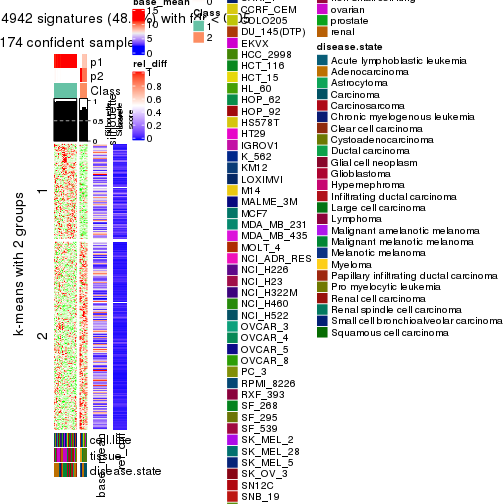 4942 signatures (48.
) with fdr < 0.05
174 confident samples
base_mean
15
10
5
0
Class
1
2
rel_diff
1
0.8
0.6
0.4
0.2
0
p1
p2
Class
1
0.5
0
k-means with 2 groups
1
2
cell.line
tissue
disease.state
base_mean
rel_diff
CCRF_CEM
COLO205
DU_145(DTP)
EKVX
HCC_2998
HCT_116
HCT_15
HL_60
HOP_62
HOP_92
HS578T
HT29
IGROV1
K_562
KM12
LOXIMVI
M14
MALME_3M
MCF7
MDA_MB_231
MDA_MB_435
MOLT_4
NCI_ADR_RES
NCI_H226
NCI_H23
NCI_H322M
NCI_H460
NCI_H522
OVCAR_3
OVCAR_4
OVCAR_5
OVCAR_8
PC_3
RPMI_8226
RXF_393
SF_268
SF_295
SF_539
SK_MEL_2
SK_MEL_28
SK_MEL_5
SK_OV_3
SN12C
SNB_19
ovarian
prostate
renal
disease.state
Acute lymphoblastic leukemia
Adenocarcinoma
Astrocytoma
Carcinoma
Carcinosarcoma
Chronic myelogenous leukemia
Clear cell carcinoma
Cystoadenocarcinoma
Ductal carcinoma
Glial cell neoplasm
Glioblastoma
Hypernephroma
Infiltrating ductal carcinoma
Large cell carcinoma
Lymphoma
Malignant amelanotic melanoma
Malignant melanotic melanoma
Melanotic melanoma
Myeloma
Papillary infiltrating ductal carcinoma
Pro myelocytic leukemia
Renal cell carcinoma
Renal spindle cell carcinoma
Small cell bronchioalveolar carcinoma
Squamous cell carcinoma